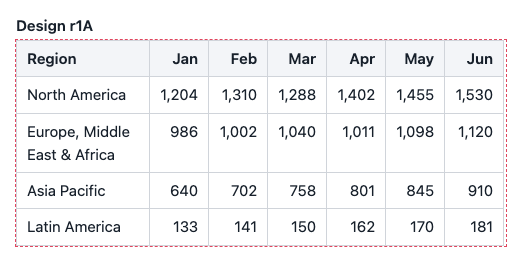 Design r1A
Region Jan Feb Mar Apr May Jun
North America 1,204 1,310 1,288 1,402 1,455 1,530
Europe, Middle 986 1,002 1,040 1,011 1,098 1,120
East & Africa
Asia Pacific 640 702 758 801 845 910
Latin America 133 141 150 162 170 181